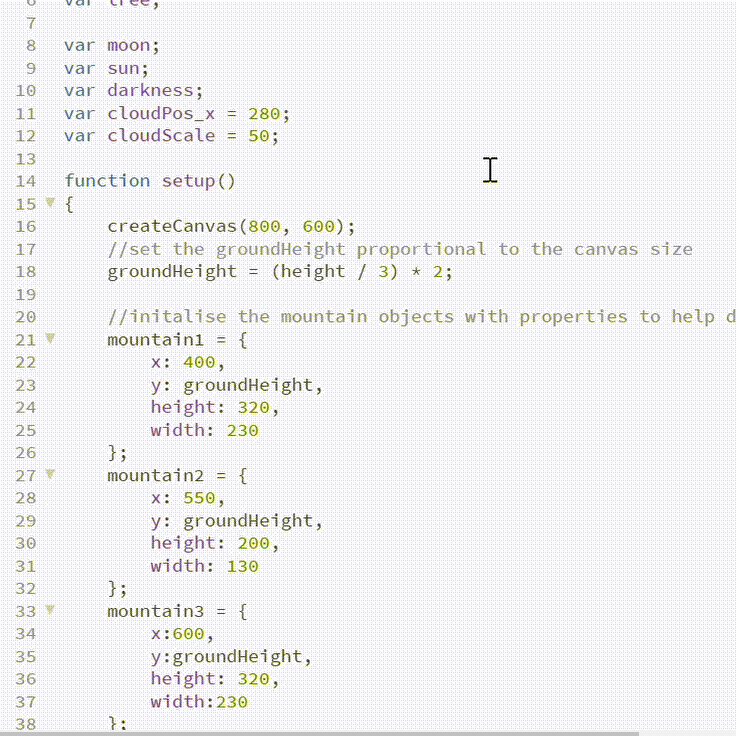 6 var tree;
7
8 var moon;
9 var sun;
10 var darkness;
11 var cloudPos_x = 280;
12 var cloudScale = 50;
13
14 function setup()
15 {
16 createCanvas(800, 600);
17 //set the groundHeight proportional to the canvas size
18 groundHeight = (height / 3) * 2;
19
20 //initalise the mountain objects with properties to help d
21 mountain1 = {
22 x: 400,
23 y: groundHeight,
24 height: 320,
25 width: 230
26 };
27 mountain2 = {
28 x: 550,
29 y: groundHeight,
30 height: 200,
31 width: 130
32 };
33 mountain3 = {
34 x:600,
35 y:groundHeight,
36 height: 320,
37 width:230
38 };